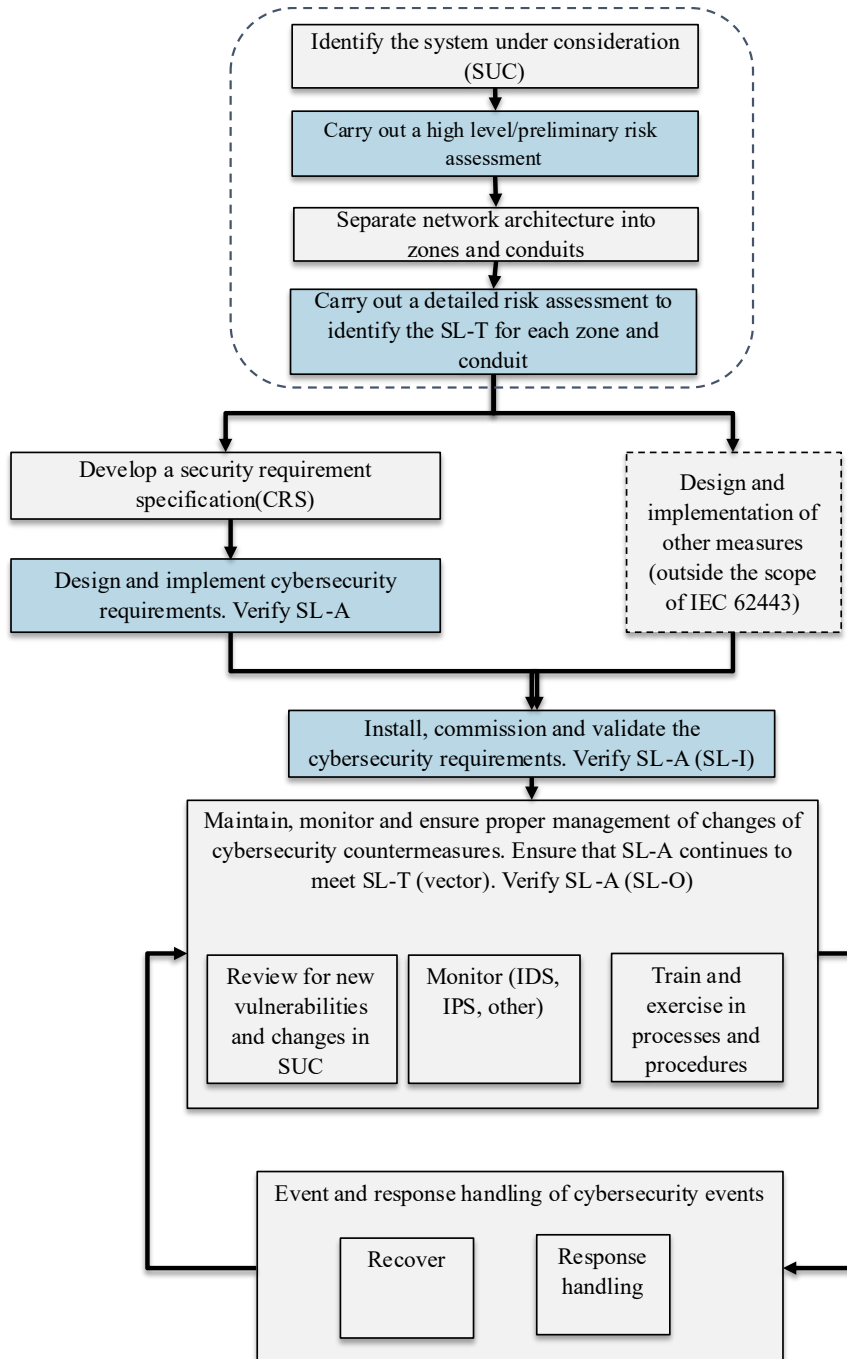 Identify the system under consideration
(SUC)
Carry out a high level/preliminary risk
assessment
Separate network architecture into
zones and conduits
Carry out a detailed risk assessment to
identify the SL-T for each zone and
conduit
Develop a security requirement
specification(CRS)
Design and implement cybersecurity
requirements. Verify SL-A
Design and
implementation of
other measures
(outside the scope
of IEC 62443)
Install, commission and validate the
cybersecurity requirements. Verify SL-A (SL-I)
Maintain, monitor and ensure proper management of changes of
cybersecurity countermeasures. Ensure that SL-A continues to
meet SL-T (vector). Verify SL-A (SL-O)
Review for new
vulnerabilities
and changes in
SUC
Monitor (IDS,
IPS, other)
Train and
exercise in
processes and
procedures
Event and response handling of cybersecurity events
Recover
Response
handling